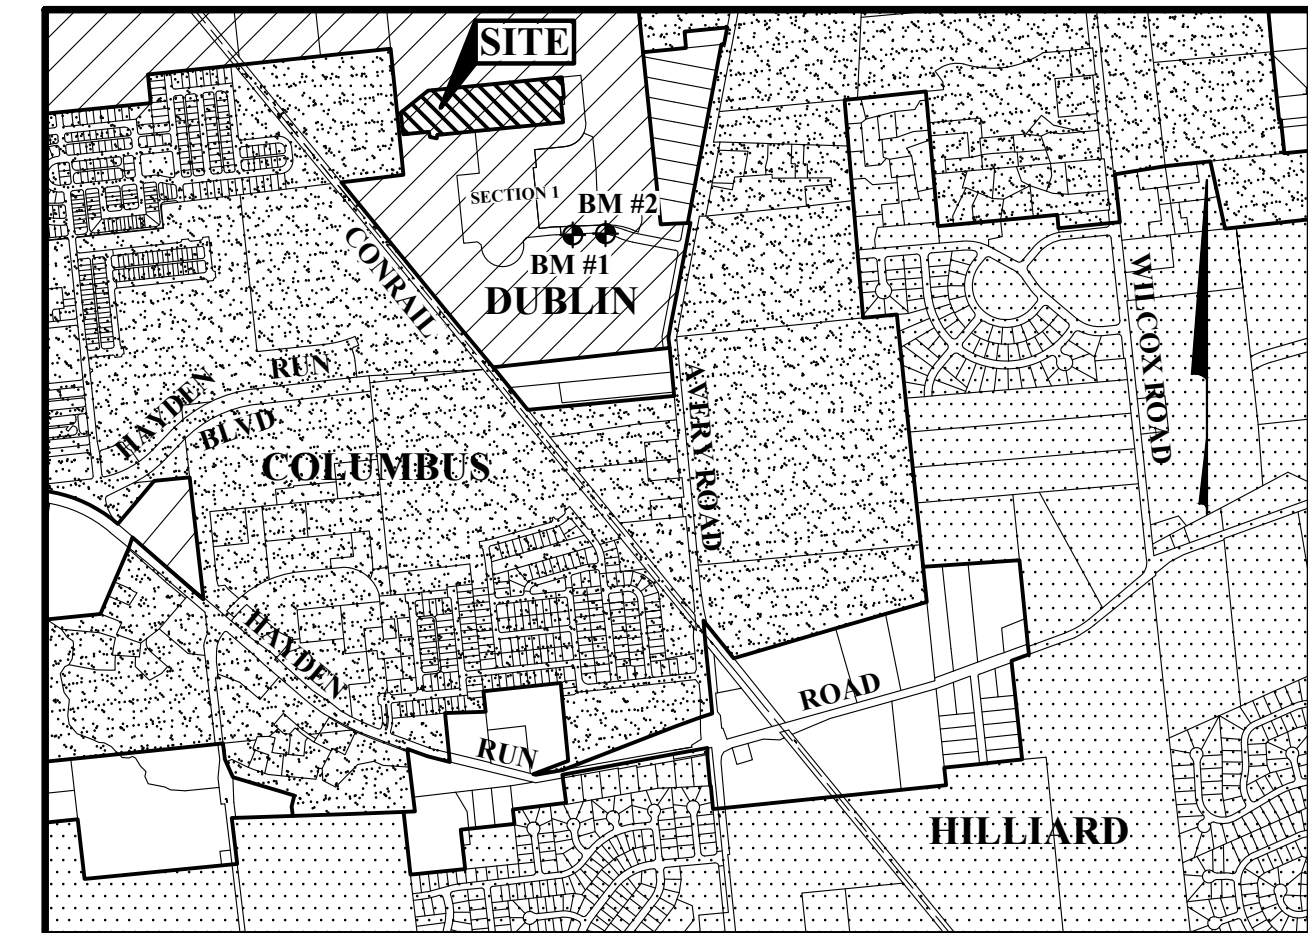 SITE
SECTION 1
BM #2
BM #1
DUBLIN
CONRAIL
WILCOX ROAD
HAYDEN RUN
BLVD.
AVERY ROAD
COLUMBUS
HAYDEN
RUN
ROAD
HILLIARD